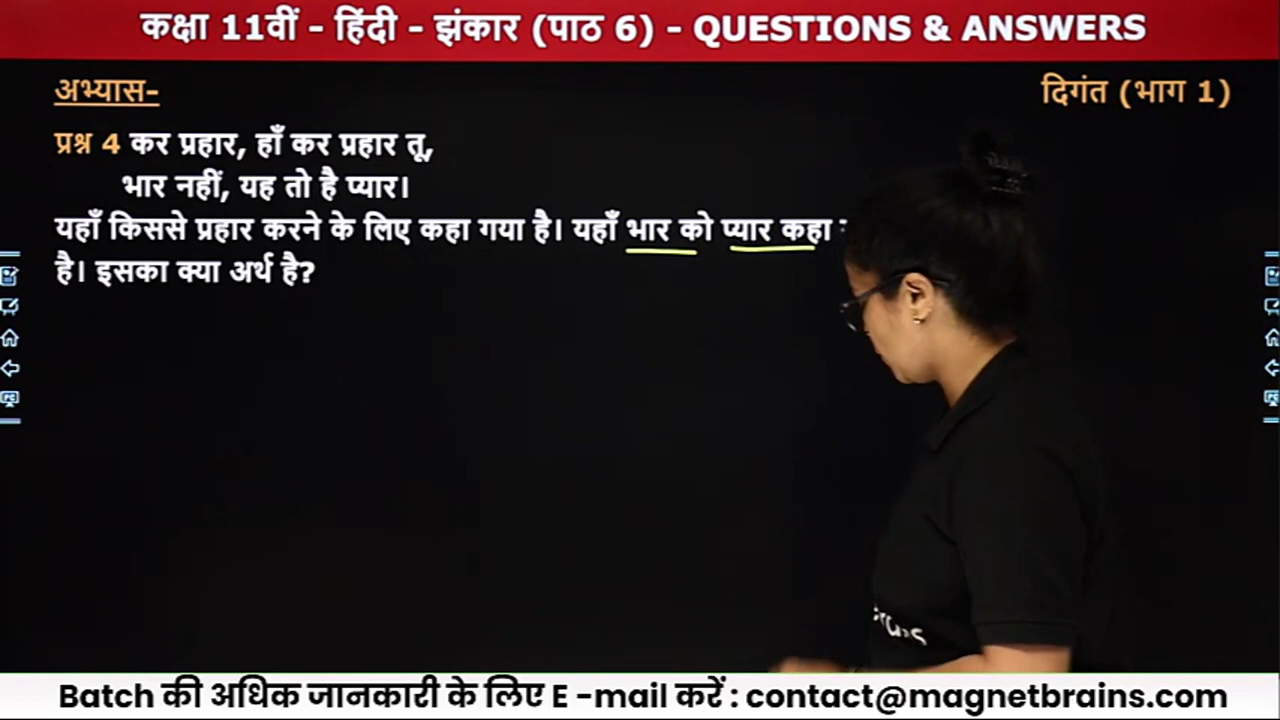 कक्षा 11वीं - हिंदी - झंकार (पाठ 6) - QUESTIONS & ANSWERS
अभ्यास-
दिगंत (भाग 1)
प्रश्न 4 कर प्रहार, हाँ कर प्रहार तू,
भार नहीं, यह तो है प्यार।
यहाँ किससे प्रहार करने के लिए कहा गया है। यहाँ भार को प्यार कहा
है। इसका क्या अर्थ है?
Batch की अधिक जानकारी के लिए E -mail करें : contact@magnetbrains.com